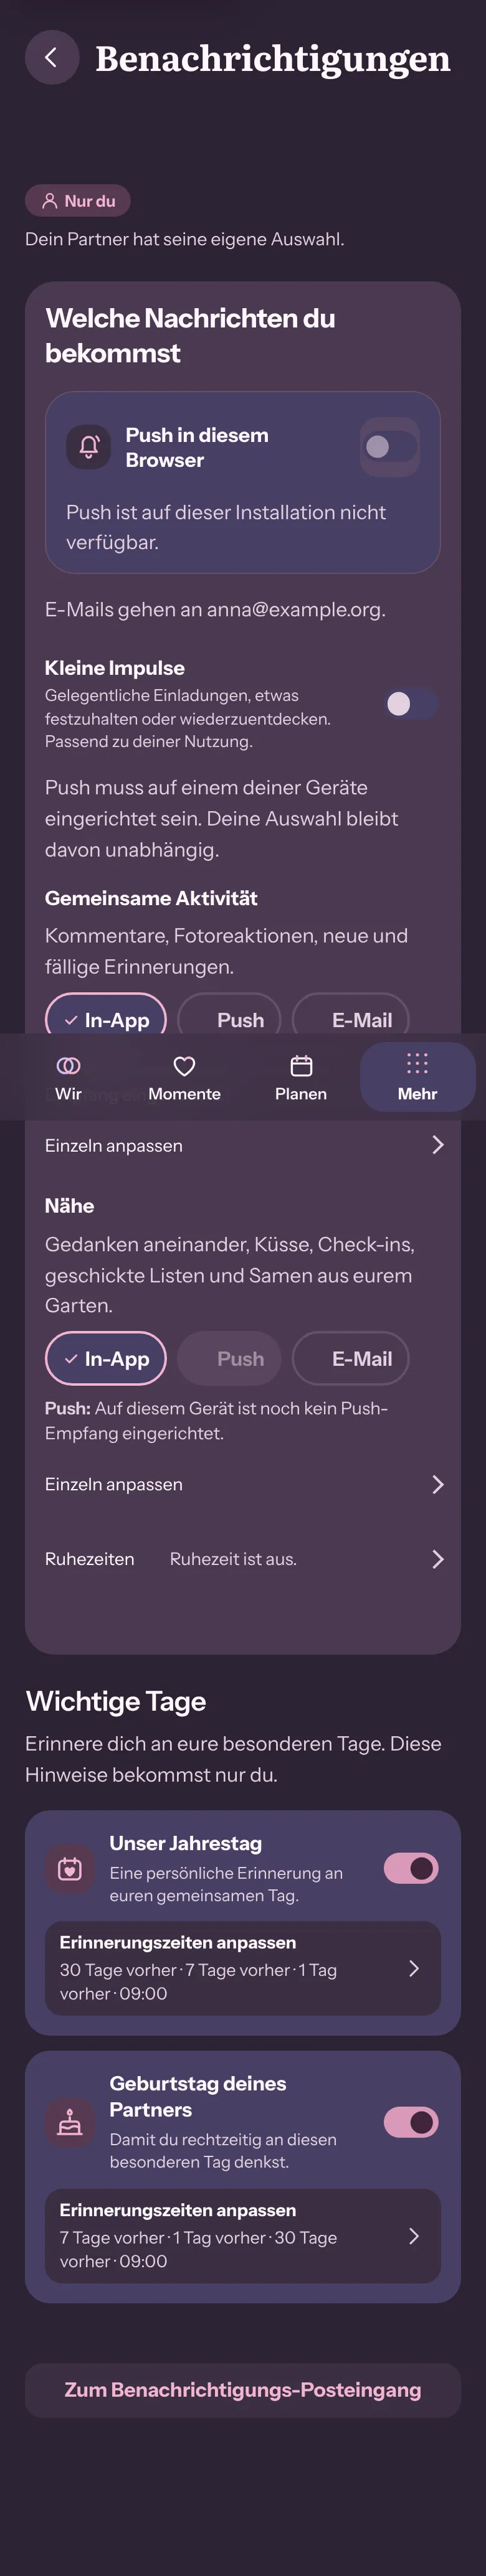 Benachrichtigungen
Nur du
Dein Partner hat seine eigene Auswahl.
Welche Nachrichten du
bekommst
Push in diesem
Browser
Push ist auf dieser Installation nicht
verfügbar.
E-Mails gehen an anna@example.org.
Kleine Impulse
Gelegentliche Einladungen, etwas
festzuhalten oder wiederzuentdecken.
Passend zu deiner Nutzung.
Push muss auf einem deiner Geräte
eingerichtet sein. Deine Auswahl bleibt
davon unabhängig.
Gemeinsame Aktivität
Kommentare, Fotoreaktionen, neue und
fällige Erinnerungen.
In-App Push E-Mail
Wir Momente Planen Mehr
Einzeln anpassen
Nähe
Gedanken aneinander, Küsse, Check-ins,
geschickte Listen und Samen aus eurem
Garten.
In-App Push E-Mail
Push: Auf diesem Gerät ist noch kein Push-
Empfang eingerichtet.
Einzeln anpassen
Ruhezeiten Ruhezeit ist aus.
Wichtige Tage
Erinnere dich an eure besonderen Tage. Diese
Hinweise bekommst nur du.
Unser Jahrestag
Eine persönliche Erinnerung an
euren gemeinsamen Tag.
Erinnerungszeiten anpassen
30 Tage vorher · 7 Tage vorher · 1 Tag
vorher · 09:00
Geburtstag deines
Partners
Damit du rechtzeitig an diesen
besonderen Tag denkst.
Erinnerungszeiten anpassen
7 Tage vorher · 1 Tag vorher · 30 Tage
vorher · 09:00
Zum Benachrichtigungs-Posteingang